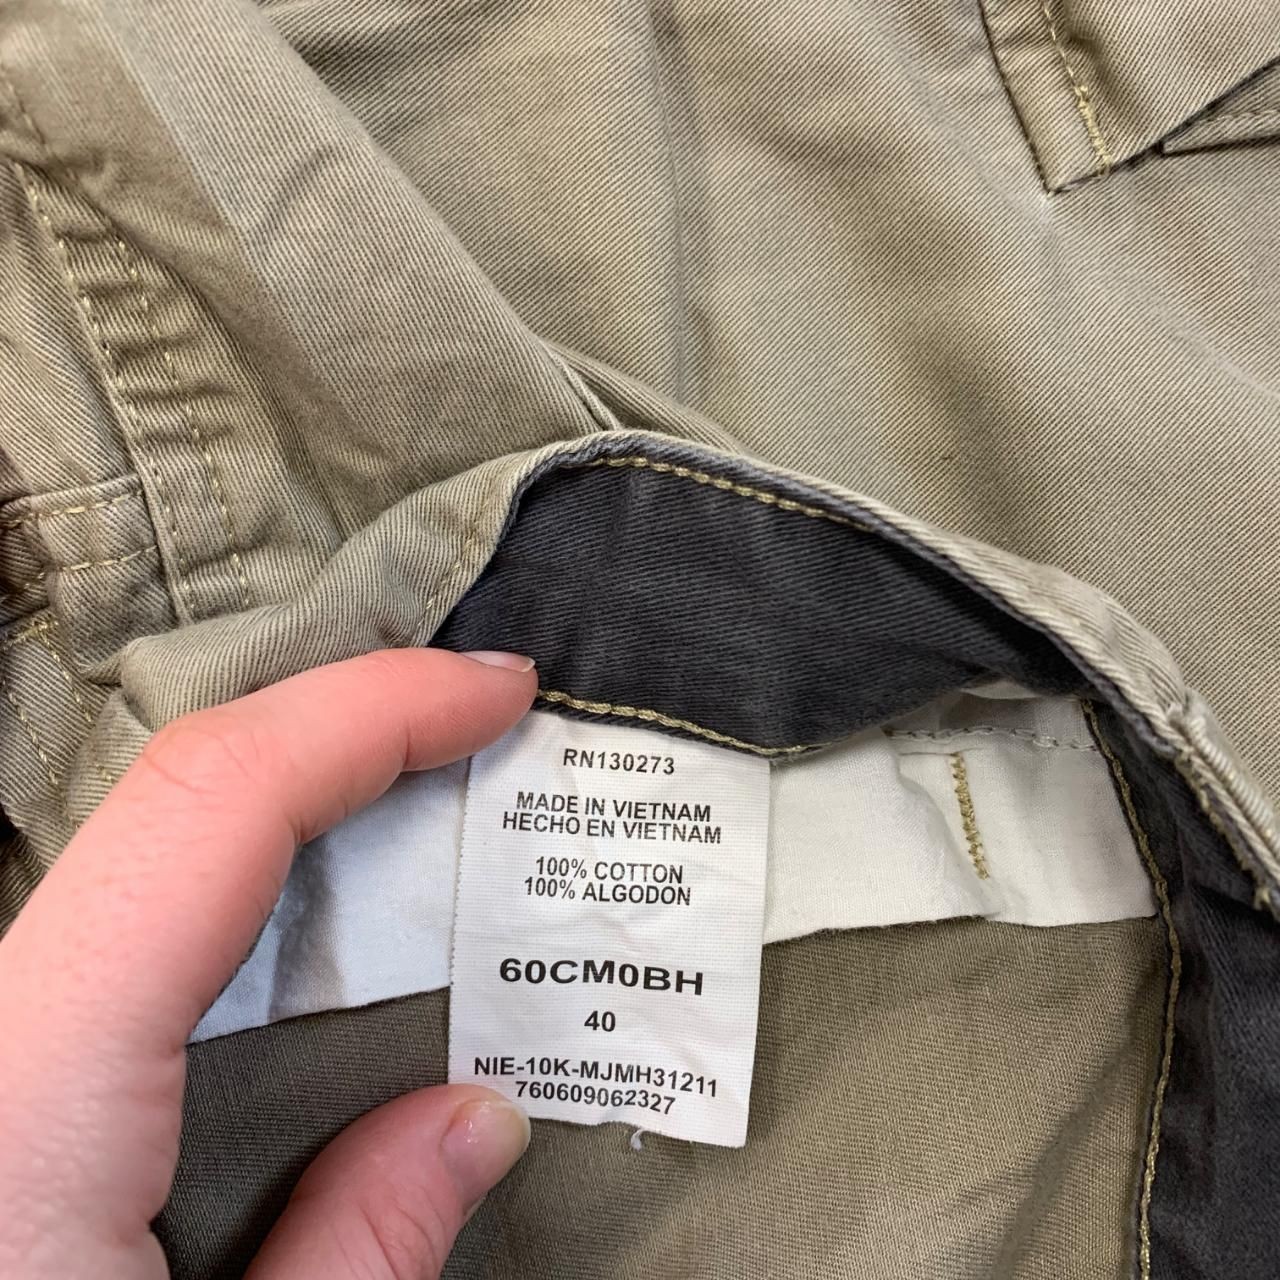 RN130273
MADE IN VIETNAM
HECHO EN VIETNAM
100% COTTON
100% ALGODON
60CM0BH
40
NIE-10K-MJMH31211
760609062327